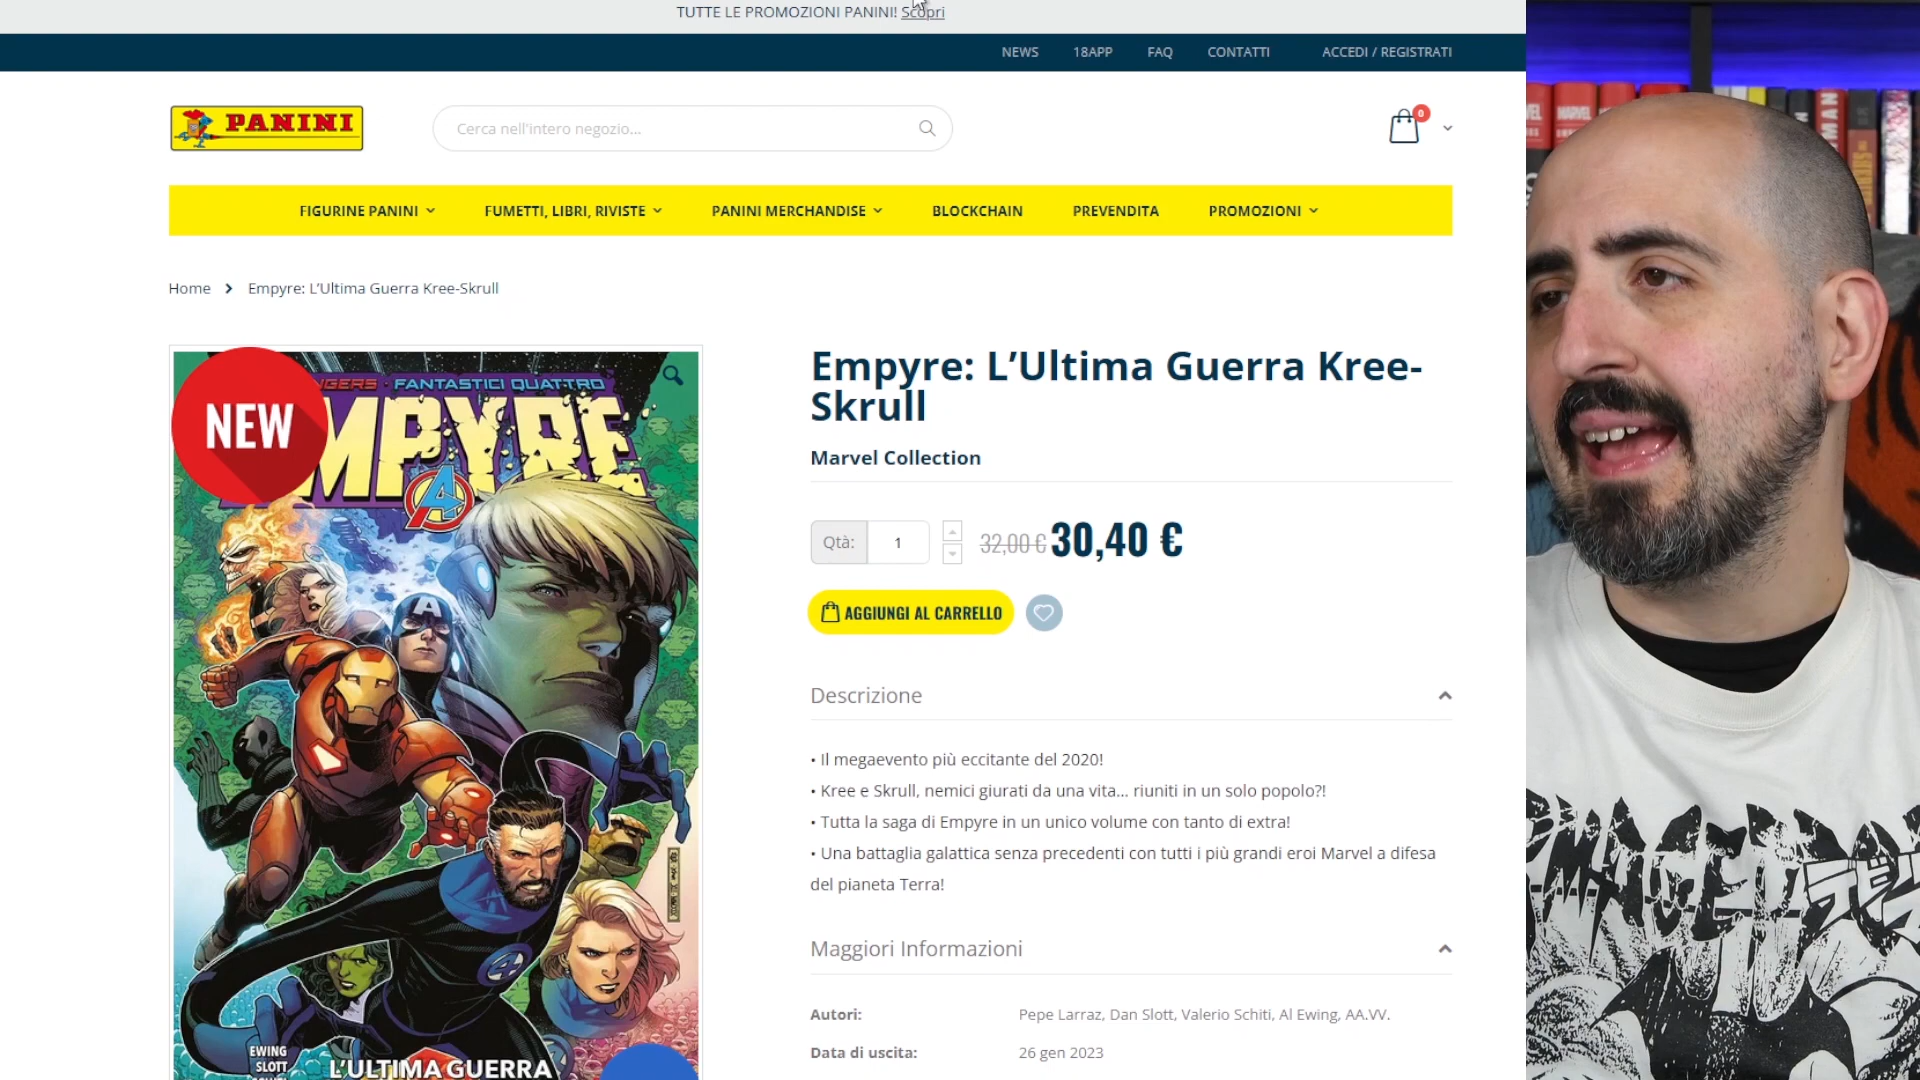 TUTTE LE PROMOZIONI PANINI! Scopri
NEWS 18APP FAQ CONTATTI ACCEDI / REGISTRATI
PANINI
Cerca nell'intero negozio...
0
FIGURINE PANINI FUMETTI, LIBRI, RIVISTE PANINI MERCHANDISE BLOCKCHAIN PREVENDITA PROMOZIONI
Home Empyre: L'Ultima Guerra Kree-Skrull
NEW
FANTASTICI QUATTRO
Empyre: L'Ultima Guerra Kree-
Skrull
Marvel Collection
Qtà: 1 32,00 € 30,40 €
AGGIUNGI AL CARRELLO
Descrizione
• Il megaevento più eccitante del 2020!
• Kree e Skrull, nemici giurati da una vita... riuniti in un solo popolo?!
• Tutta la saga di Empyre in un unico volume con tanto di extra!
• Una battaglia galattica senza precedenti con tutti i più grandi eroi Marvel a difesa
del pianeta Terra!
Maggiori Informazioni
Autori: Pepe Larraz, Dan Slott, Valerio Schiti, Al Ewing, AA.VV.
Data di uscita: 26 gen 2023
EWING
SLOTT
L'ULTIMA GUERRA
MARVEL